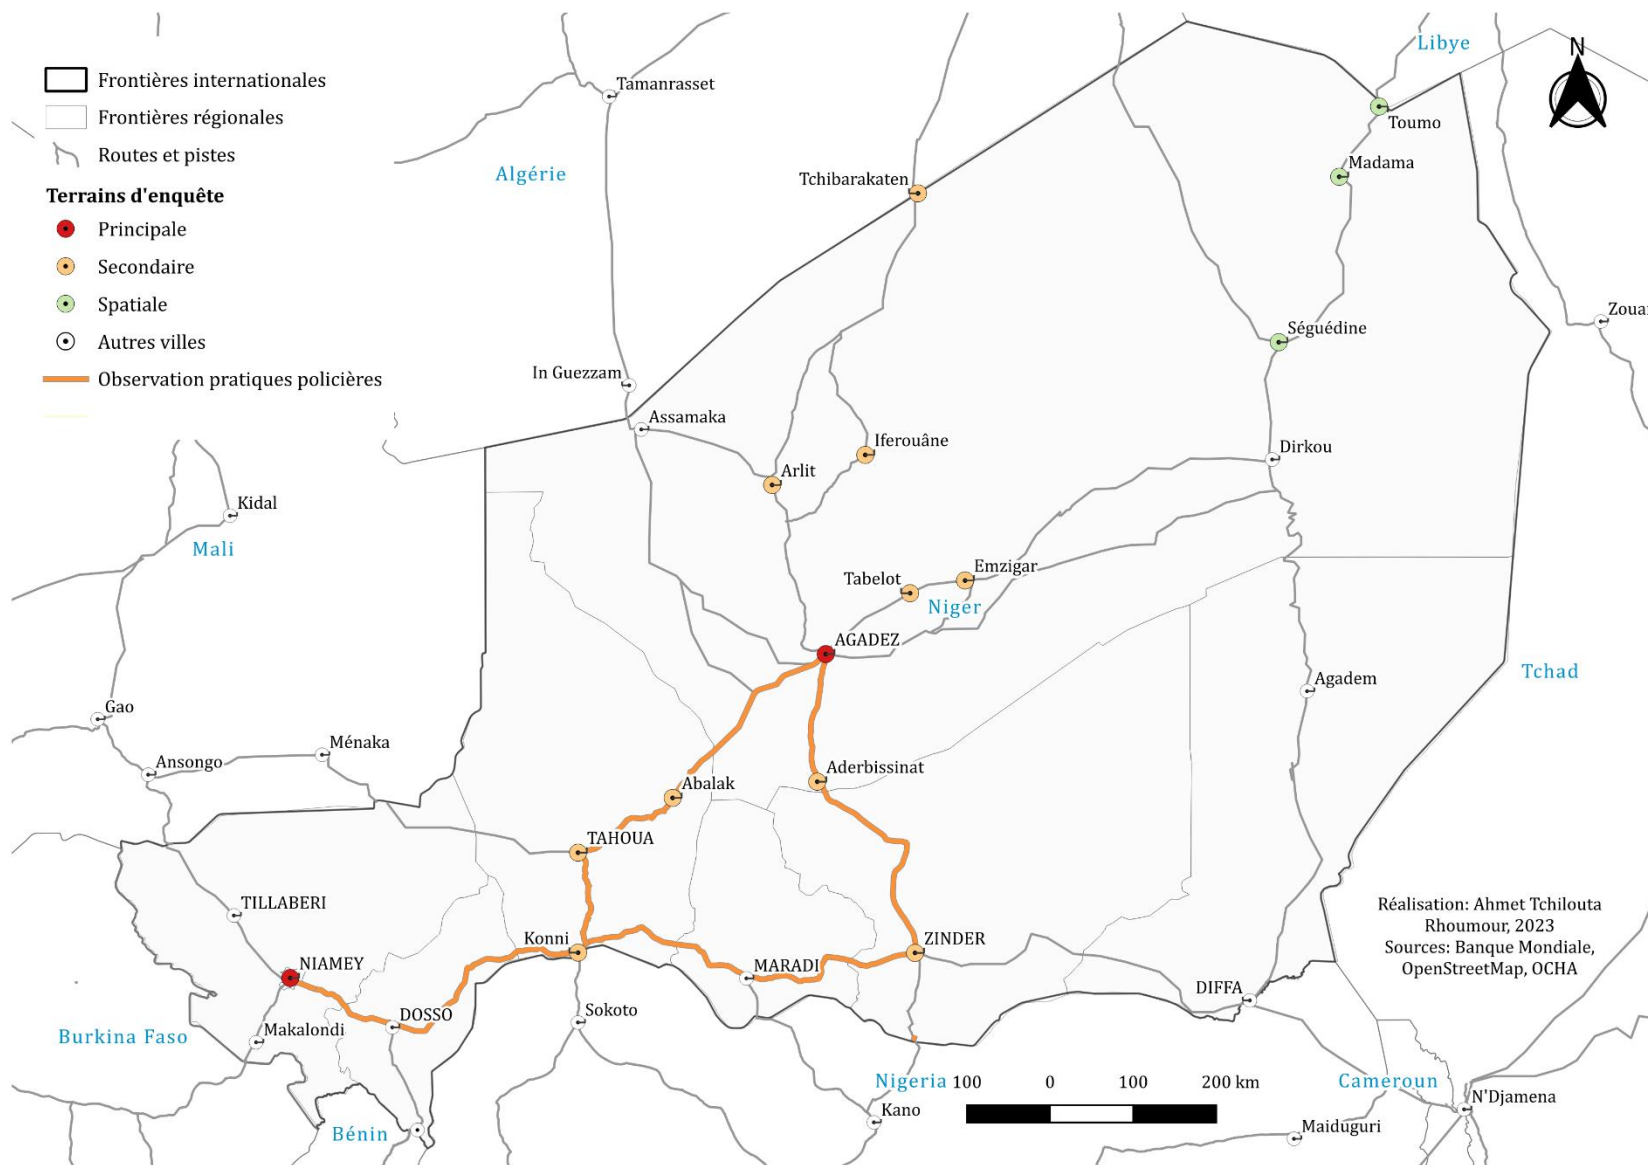 Frontières internationales
Frontières régionales
Routes et pistes
Terrains d'enquête
Principale
Secondaire
Spatiale
Autres villes
Observation pratiques policières
Libye
N
Tamanrasset
Toumo
Algérie
Madama
Tchibarakaten
Zouar
Séguédine
In Guezzam
Assamaka
Iferouâne
Dirkou
Arlit
Kidal
Mali
Emzigar
Tabelot
Niger
AGADEZ
Tchad
Agadem
Gao
Ménaka
Ansongo
Aderbissinat
Abalak
TAHOUA
TILLABERI
Réalisation: Ahmet Tchilouta
Rhoumour, 2023
Sources: Banque Mondiale,
OpenStreetMap, OCHA
Konni
ZINDER
NIAMEY
MARADI
DIFFA
DOSSO
Sokoto
Makalondi
Burkina Faso
Nigeria
100 0 100 200 km
Cameroun
N'Djamena
Kano
Maiduguri
Bénin